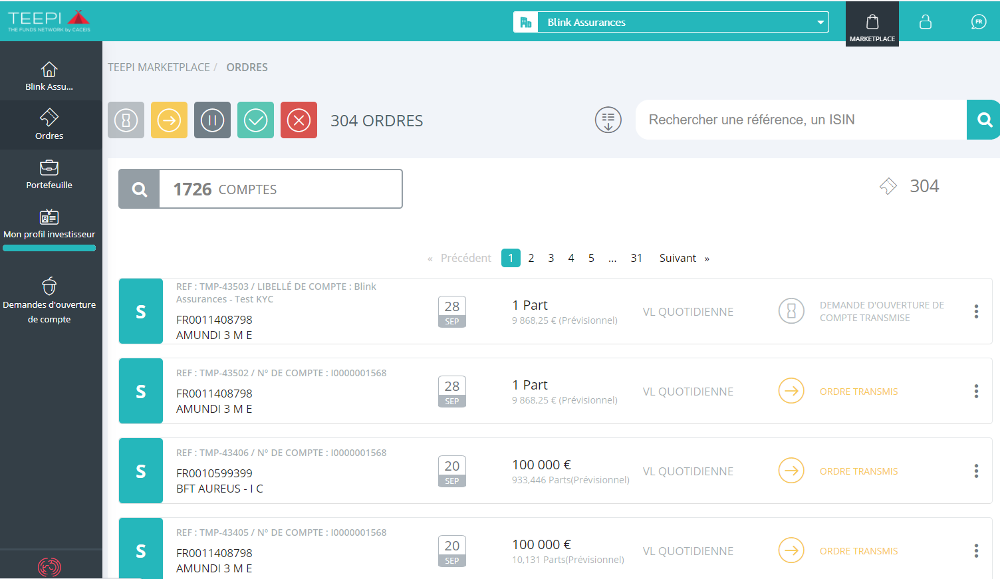 TEEPI
THE FUNDS NETWORK by CACEIS
Blink Assurances
MARKETPLACE
FR
Blink Assu...
Ordres
Portefeuille
Mon profil investisseur
Demandes d'ouverture
de compte
TEEPI MARKETPLACE / ORDRES
304 ORDRES
Rechercher une référence, un ISIN
1726 COMPTES
304
« Précédent 1 2 3 4 5 ... 31 Suivant »
S
REF : TMP-43503 / LIBELLÉ DE COMPTE : Blink
Assurances - Test KYC
FR0011408798
AMUNDI 3 M E
28
SEP
1 Part
9 868,25 € (Prévisionnel)
VL QUOTIDIENNE
DEMANDE D'OUVERTURE DE
COMPTE TRANSMISE
S
REF : TMP-43502 / N° DE COMPTE : I0000001568
FR0011408798
AMUNDI 3 M E
28
SEP
1 Part
9 868,25 € (Prévisionnel)
VL QUOTIDIENNE
ORDRE TRANSMIS
S
REF : TMP-43406 / N° DE COMPTE : I0000001568
FR0010599399
BFT AUREUS - I C
20
SEP
100 000 €
933,446 Parts(Prévisionnel)
VL QUOTIDIENNE
ORDRE TRANSMIS
S
REF : TMP-43405 / N° DE COMPTE : I0000001568
FR0011408798
AMUNDI 3 M E
20
SEP
100 000 €
10,131 Parts(Prévisionnel)
VL QUOTIDIENNE
ORDRE TRANSMIS